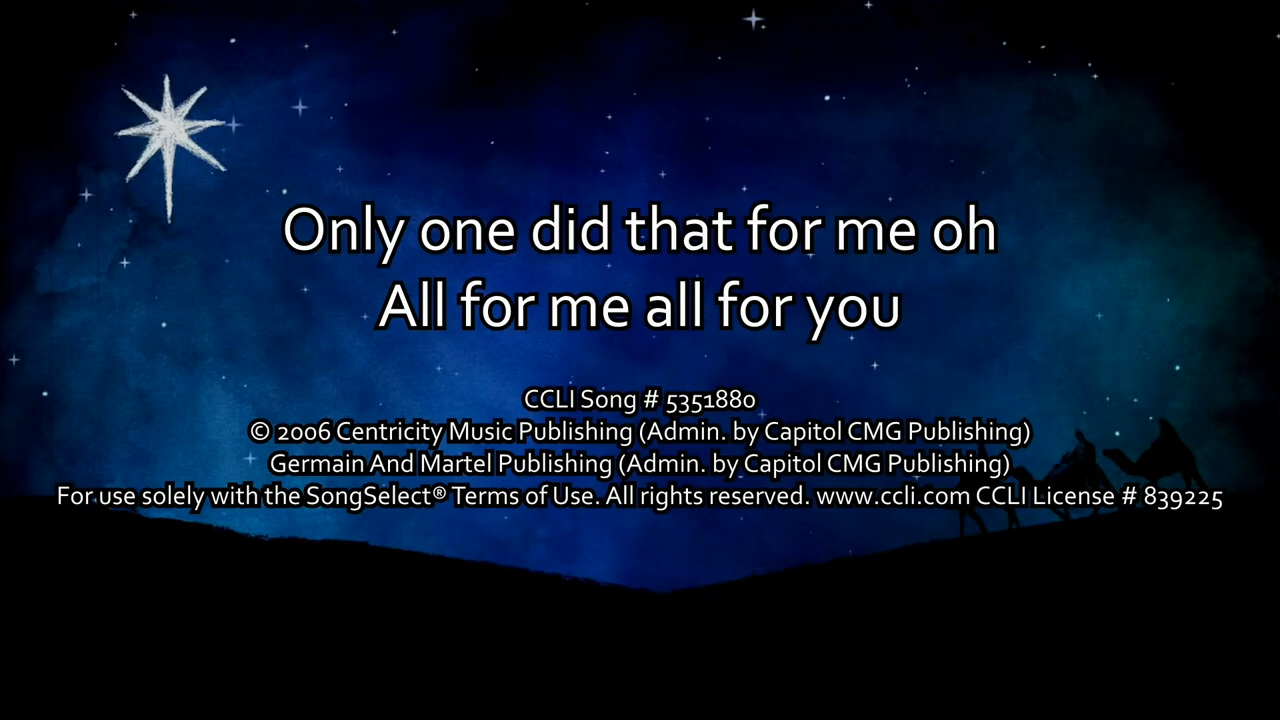 Only one did that for me oh
All for me all for you
CCLI Song # 5351880
© 2006 Centricity Music Publishing (Admin. by Capitol CMG Publishing)
Germain And Martel Publishing (Admin. by Capitol CMG Publishing)
For use solely with the SongSelect® Terms of Use. All rights reserved. www.ccli.com CCLI License # 839225